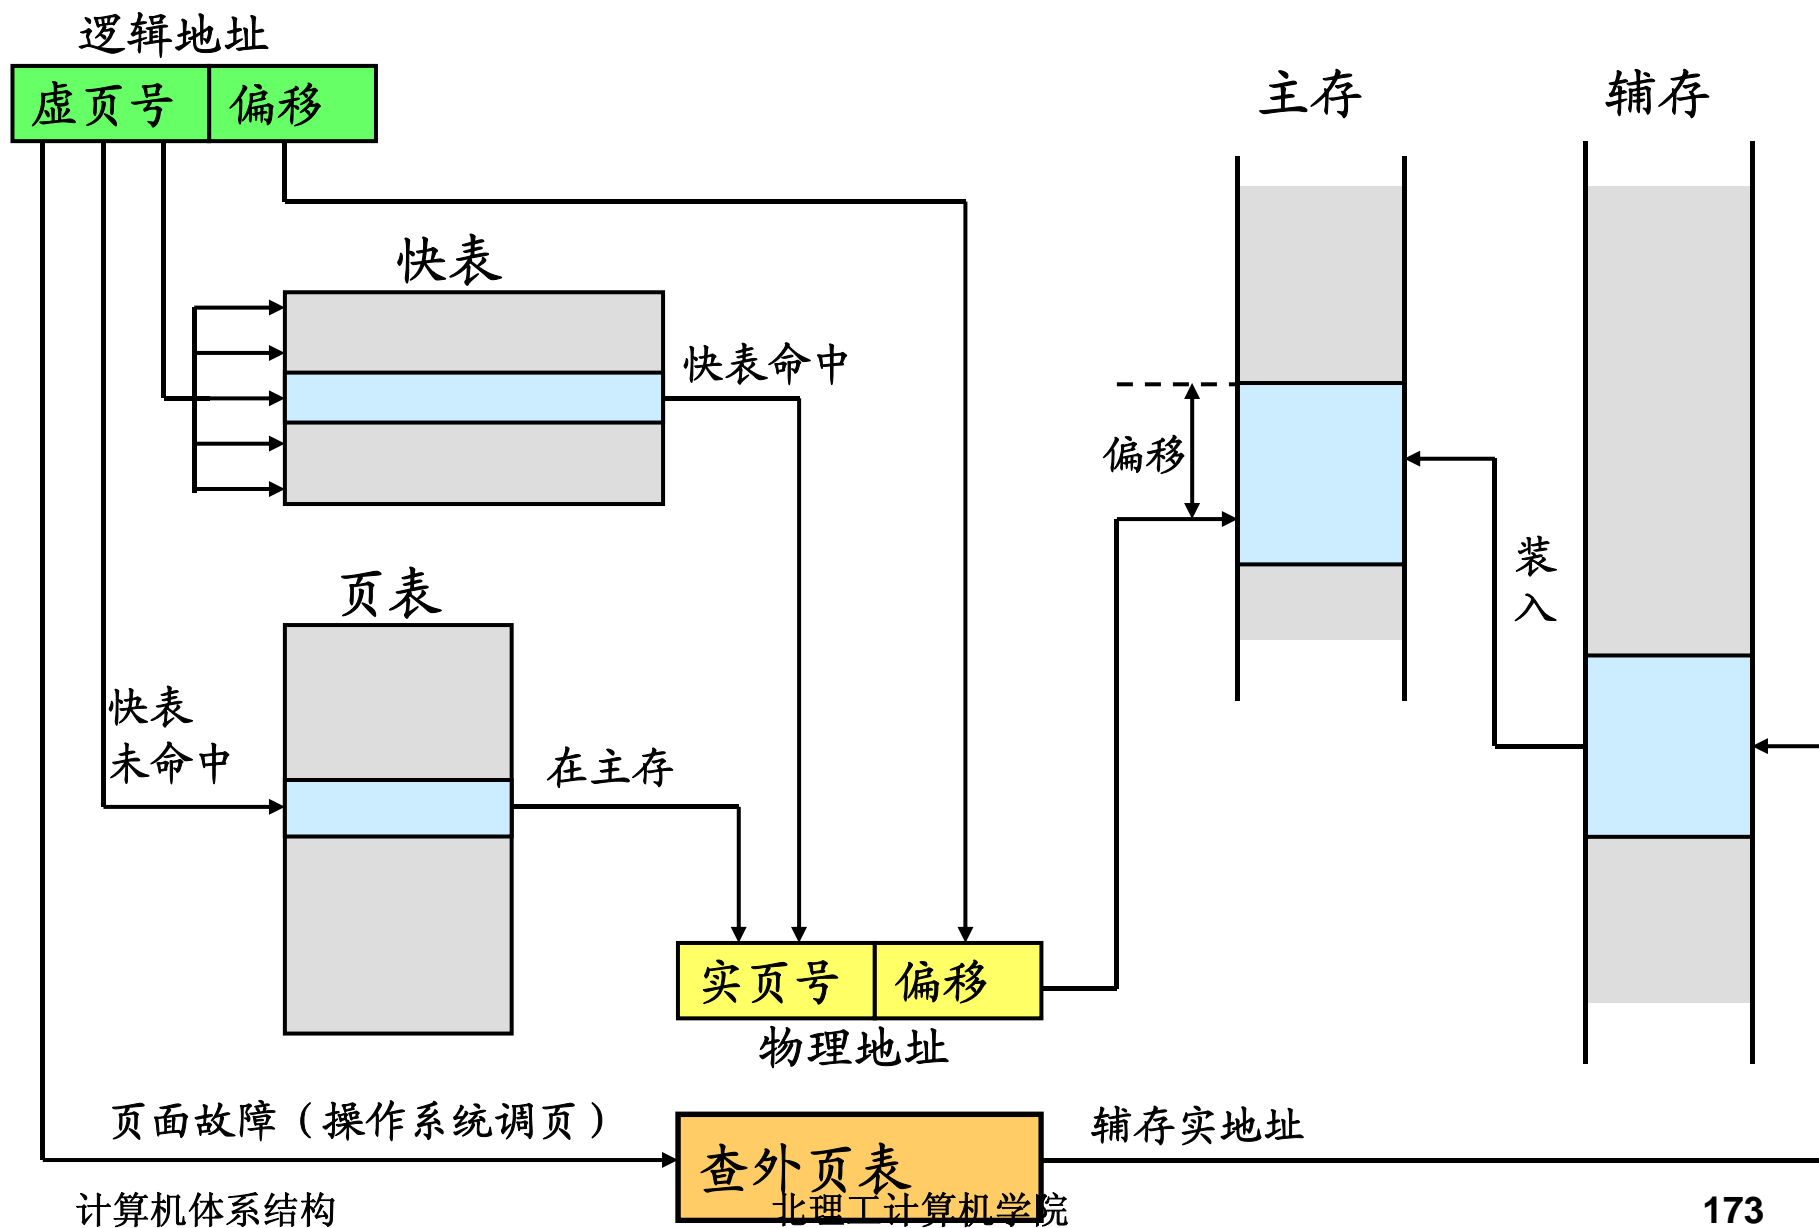 逻辑地址
虚页号 偏移
主存
辅存
快表
快表命中
偏移
装
入
页表
快表
未命中
在主存
实页号 偏移
物理地址
页面故障（操作系统调页）
查外页表
辅存实地址
计算机体系结构
北理工计算机学院
173